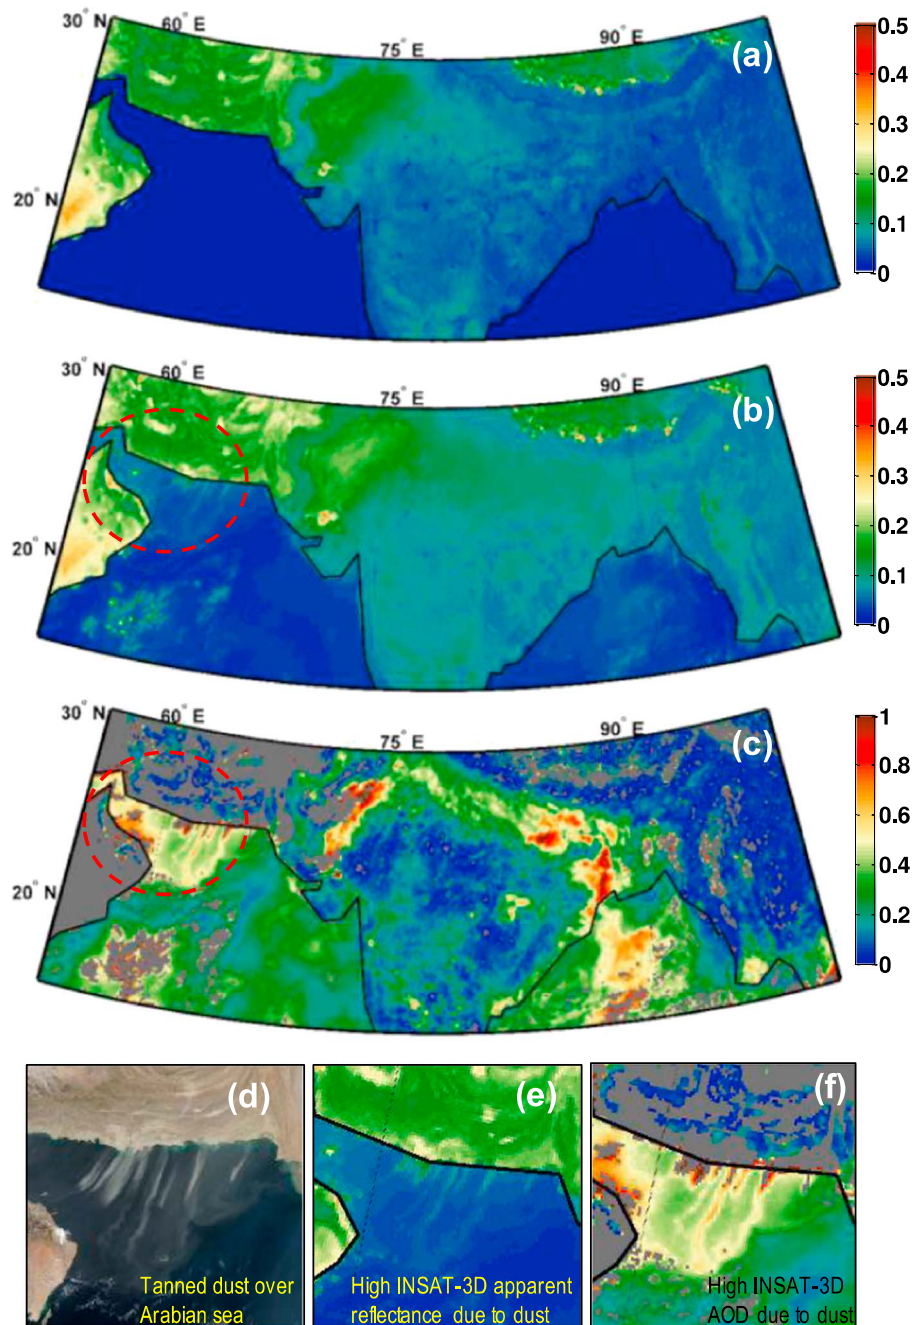 30° N
60° E
75° E
90° E
(a)
20° N
0.5
0.4
0.3
0.2
0.1
0
30° N
60° E
75° E
90° E
(b)
20° N
0.5
0.4
0.3
0.2
0.1
0
30° N
60° E
75° E
90° E
(c)
20° N
1
0.8
0.6
0.4
0.2
0
(d)
Tanned dust over
Arabian sea
(e)
High INSAT-3D apparent
reflectance due to dust
(f)
High INSAT-3D
AOD due to dust